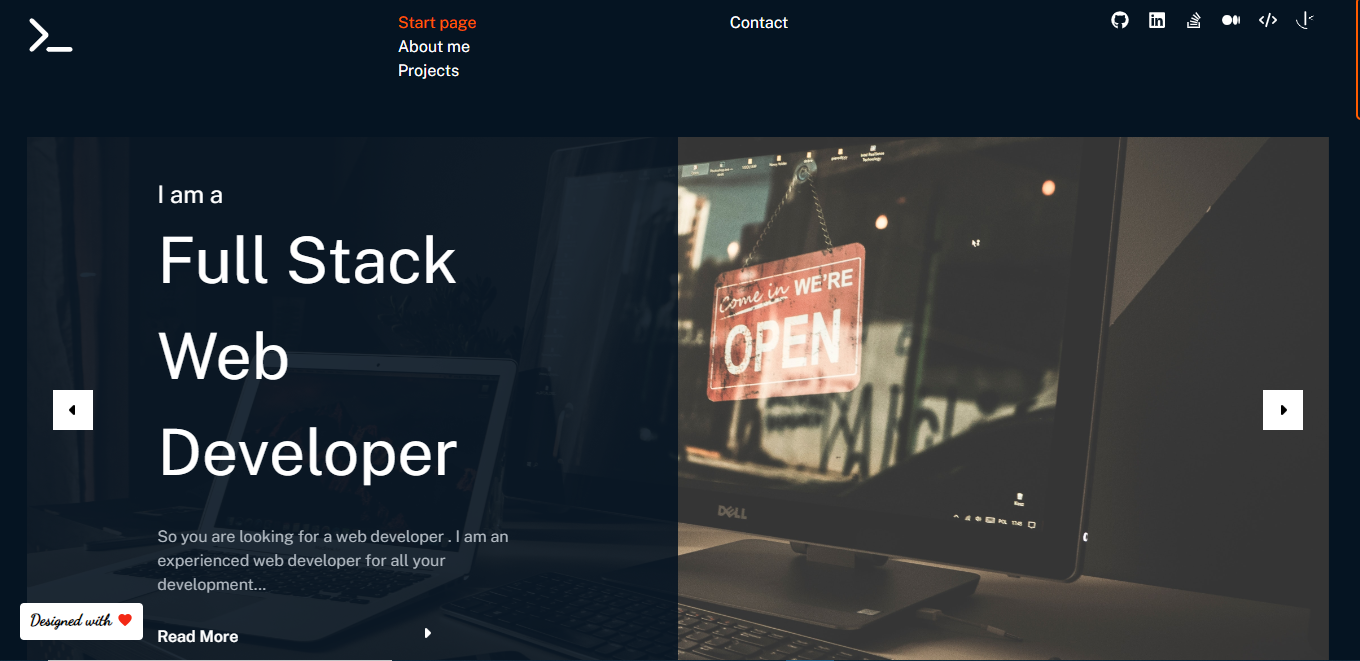 Start page
About me
Projects
Contact
I am a
Full Stack
Web
Developer
So you are looking for a web developer . I am an
experienced web developer for all your
development...
Read More
Designed with
Come in WE'RE
OPEN
DELL